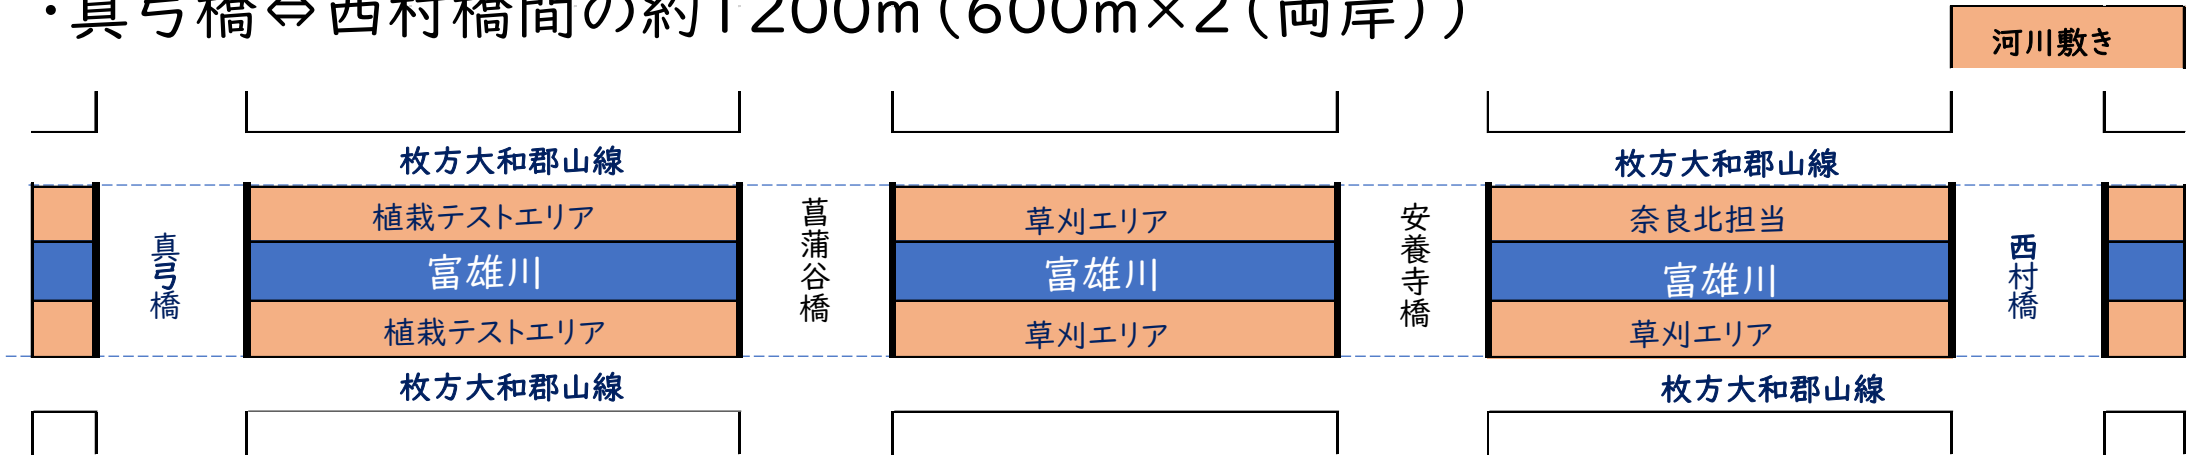 ・真弓橋⇔西村橋間の約1200m(600m×2(両岸))
河川敷き
枚方大和郡山線
枚方大和郡山線
真弓橋
植栽テストエリア
富雄川
植栽テストエリア
菖蒲谷橋
草刈エリア
富雄川
草刈エリア
安養寺橋
奈良北担当
富雄川
草刈エリア
西村橋
枚方大和郡山線
枚方大和郡山線